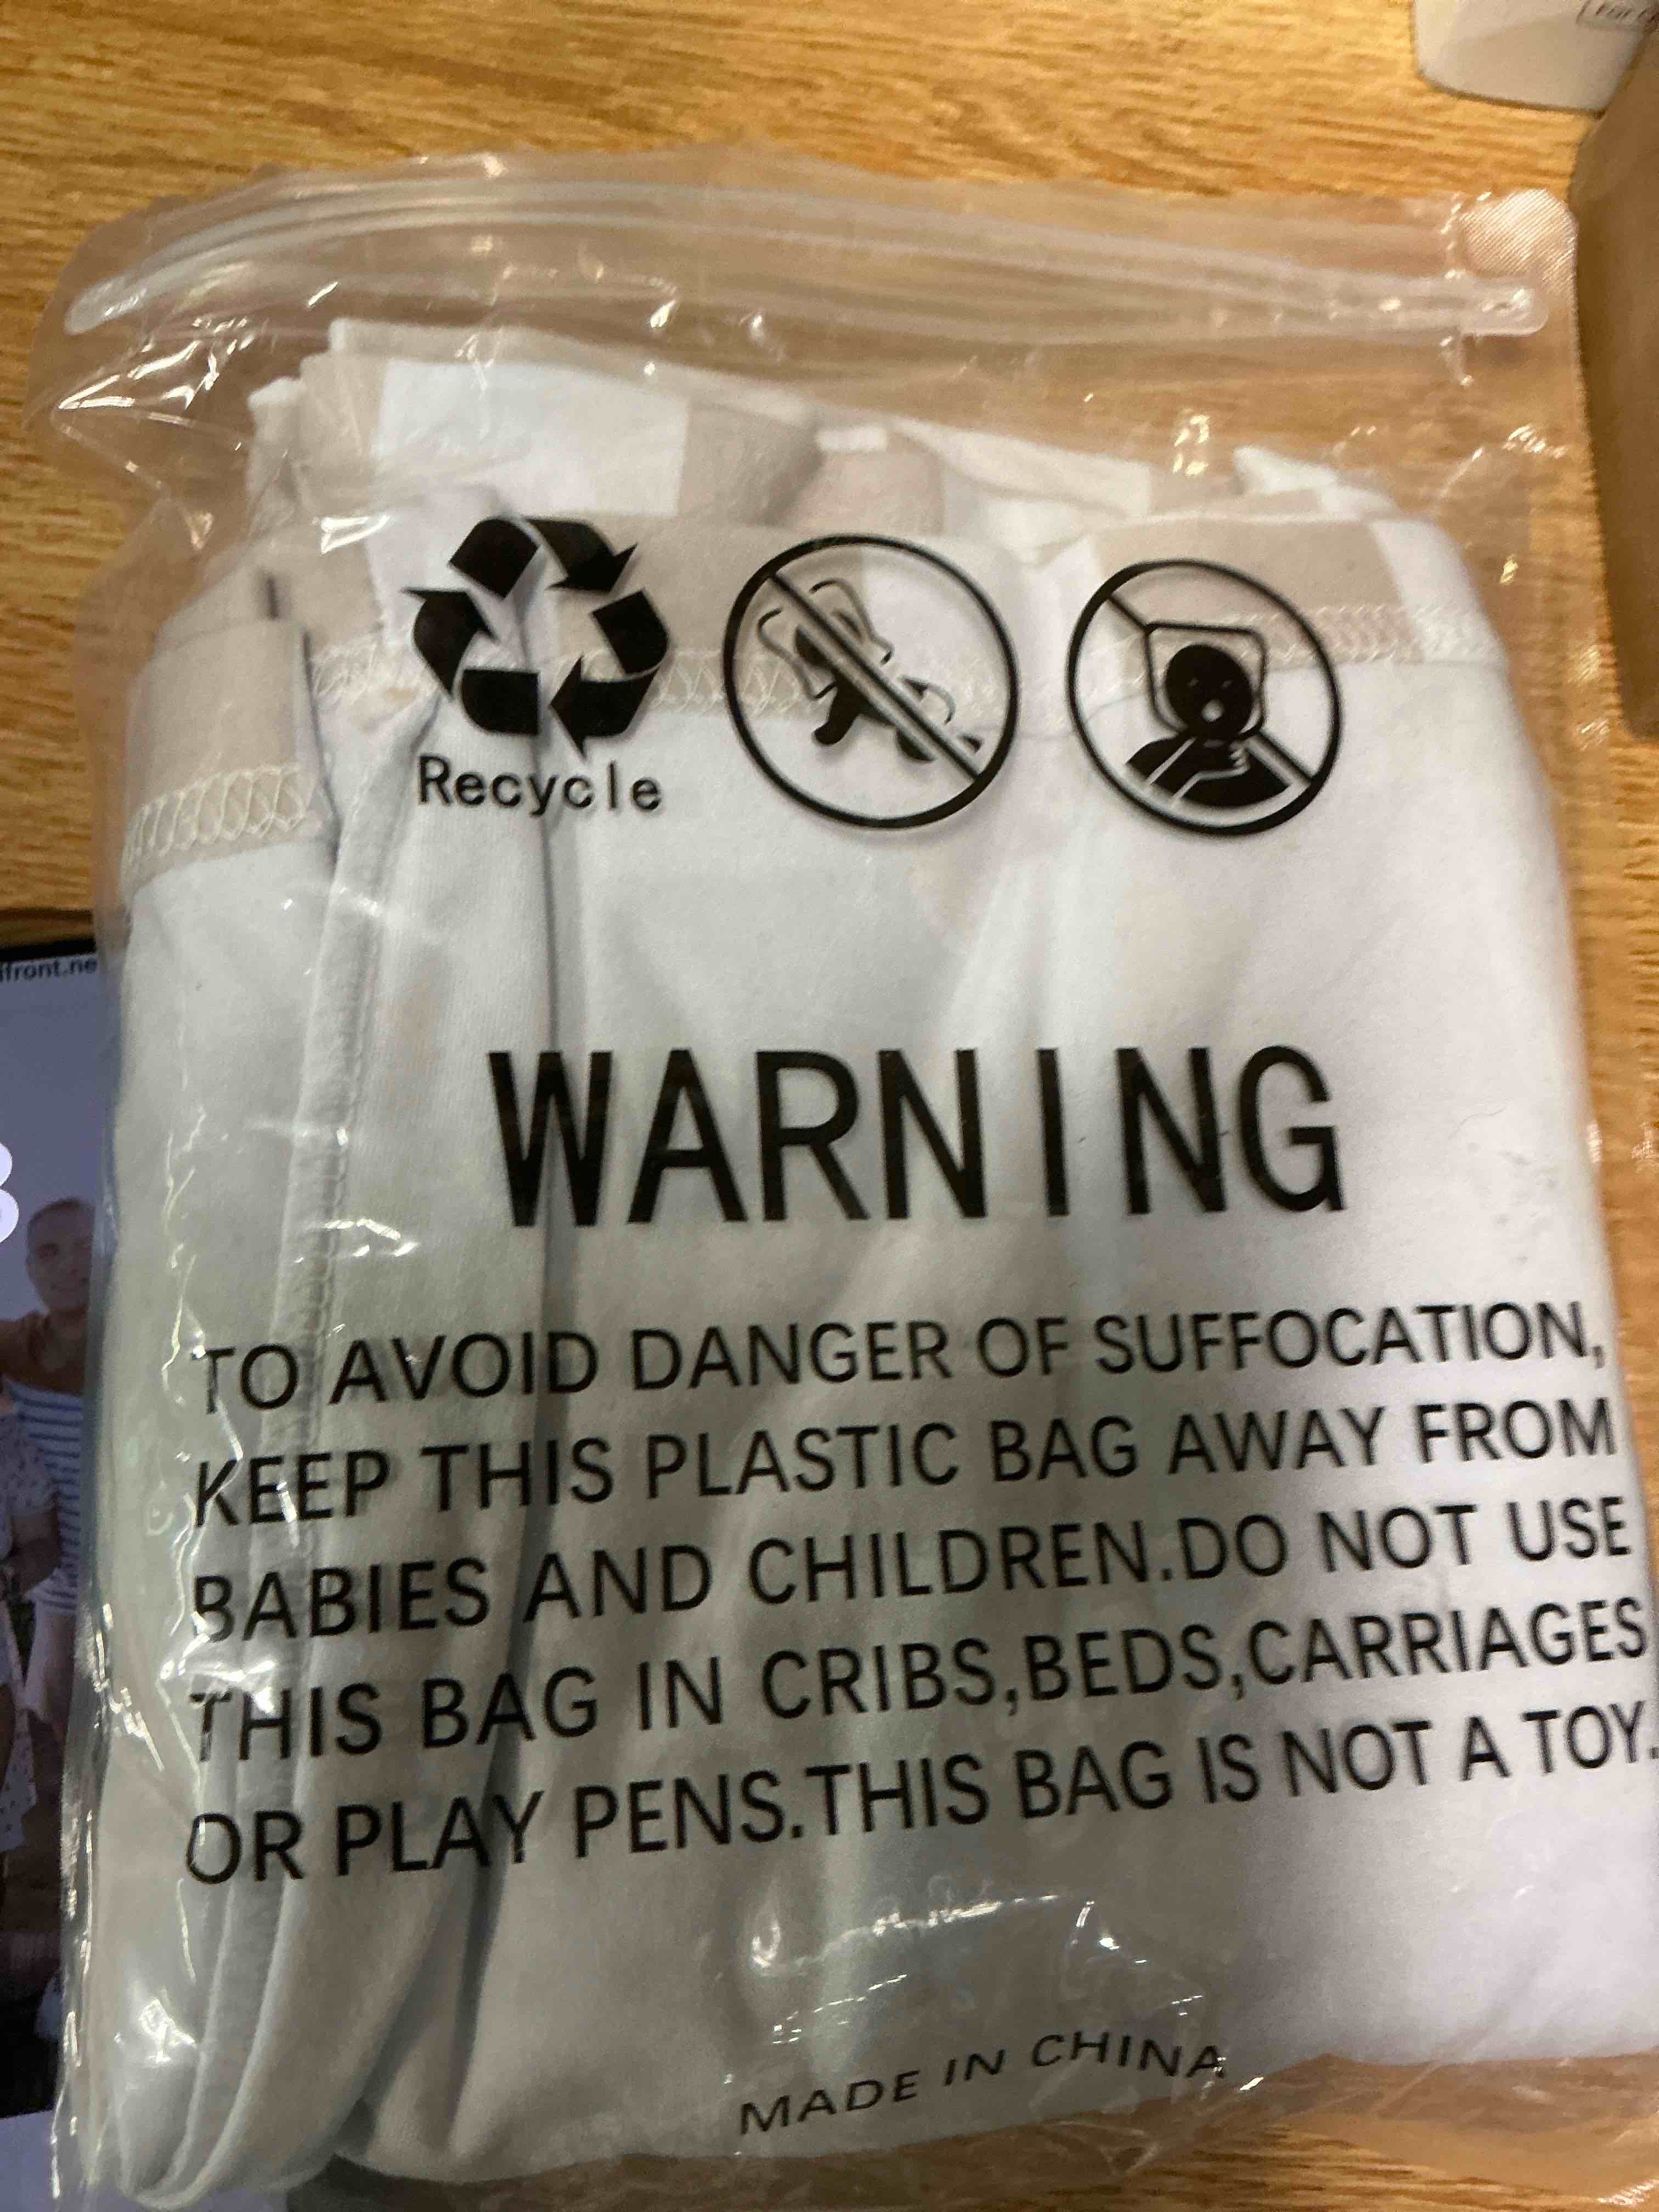 Recycle
WARNING
TO AVOID DANGER OF SUFFOCATION,
KEEP THIS PLASTIC BAG AWAY FROM
BABIES AND CHILDREN.DO NOT USE
THIS BAG IN CRIBS,BEDS,CARRIAGES
OR PLAY PENS.THIS BAG IS NOT A TOY.
MADE IN CHINA